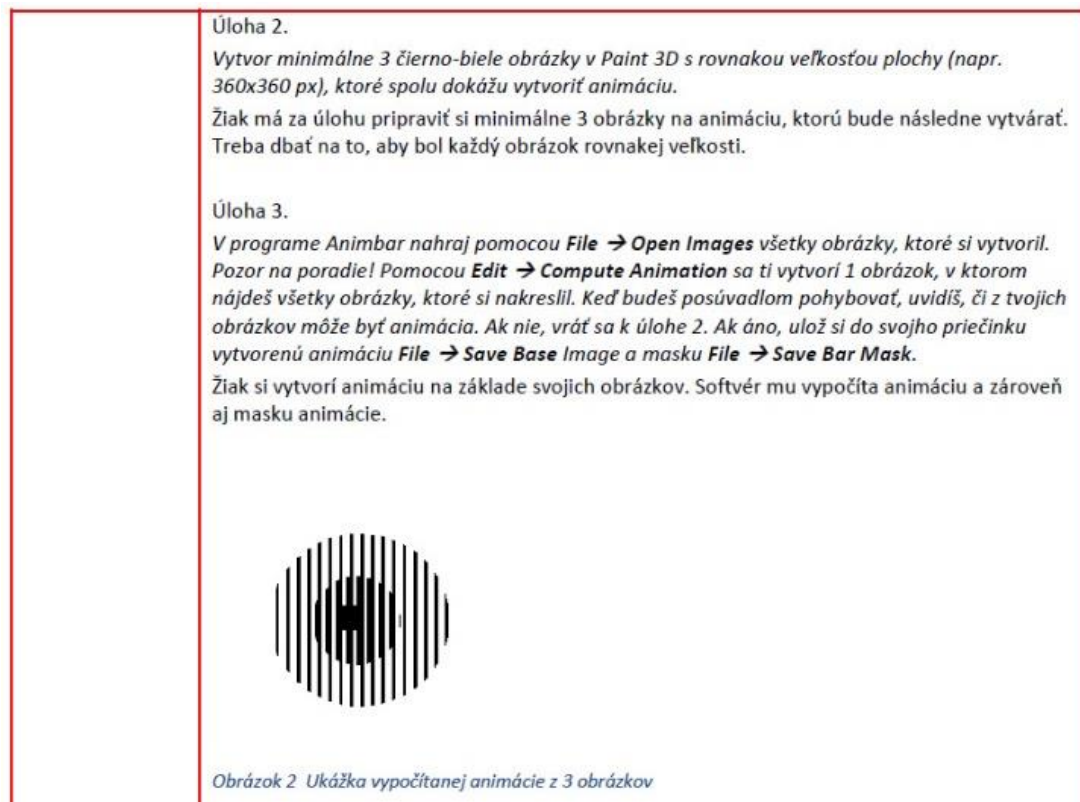 Úloha 2.
Vytvor minimálne 3 čierno-biele obrázky v Paint 3D s rovnakou veľkosťou plochy (napr.
360x360 px), ktoré spolu dokážu vytvoriť animáciu.
Žiak má za úlohu pripraviť si minimálne 3 obrázky na animáciu, ktorú bude následne vytvárať.
Treba dbať na to, aby bol každý obrázok rovnakej veľkosti.
Úloha 3.
V programe Animbar nahraj pomocou File → Open Images všetky obrázky, ktoré si vytvoril.
Pozor na poradie! Pomocou Edit → Compute Animation sa ti vytvorí 1 obrázok, v ktorom
nájdeš všetky obrázky, ktoré si nakreslil. Keď budeš posúvadlom pohybovať, uvidíš, či z tvojich
obrázkov môže byť animácia. Ak nie, vráť sa k úlohe 2. Ak áno, ulož si do svojho priečinku
vytvorenú animáciu File → Save Base Image a masku File → Save Bar Mask.
Žiak si vytvorí animáciu na základe svojich obrázkov. Softvér mu vypočíta animáciu a zároveň
aj masku animácie.
Obrázok 2 Ukážka vypočítanej animácie z 3 obrázkov